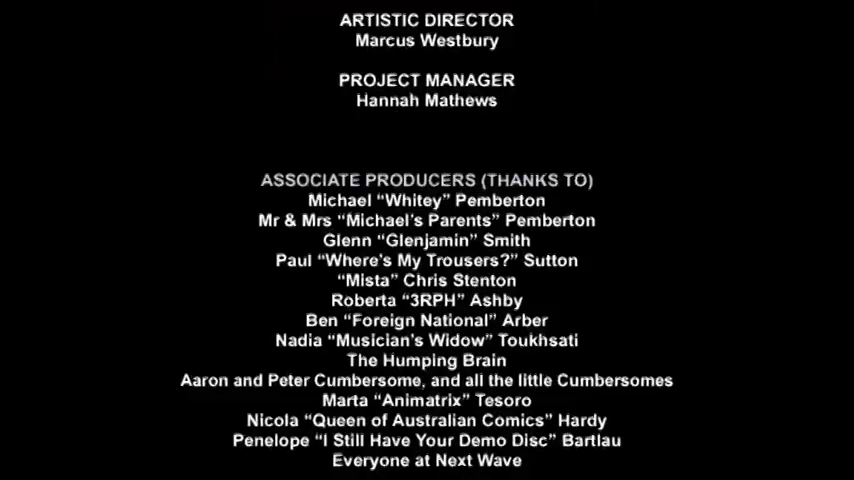 ARTISTIC DIRECTOR
Marcus Westbury
PROJECT MANAGER
Hannah Mathews
ASSOCIATE PRODUCERS (THANKS TO)
Michael “Whitey” Pemberton
Mr & Mrs “Michael's Parents” Pemberton
Glenn “Glenjamin” Smith
Paul “Where's My Trousers?” Sutton
“Mista” Chris Stenton
Roberta “3RPH” Ashby
Ben “Foreign National” Arber
Nadia “Musician's Widow” Toukhsati
The Humping Brain
Aaron and Peter Cumbersome, and all the little Cumbersomes
Marta “Animatrix” Tesoro
Nicola “Queen of Australian Comics” Hardy
Penelope “I Still Have Your Demo Disc” Bartlau
Everyone at Next Wave